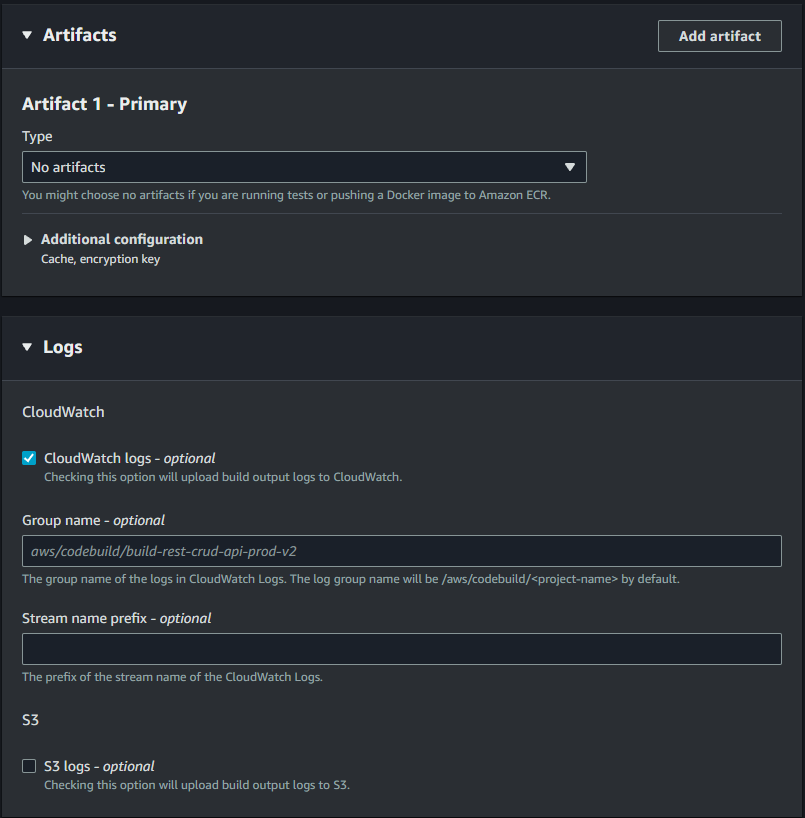 Artifacts
Add artifact
Artifact 1 - Primary
Type
No artifacts
You might choose no artifacts if you are running tests or pushing a Docker image to Amazon ECR.
Additional configuration
Cache, encryption key
Logs
CloudWatch
CloudWatch logs - optional
Checking this option will upload build output logs to CloudWatch.
Group name - optional
aws/codebuild/build-rest-crud-api-prod-v2
The group name of the logs in CloudWatch Logs. The log group name will be /aws/codebuild/<project-name> by default.
Stream name prefix - optional
The prefix of the stream name of the CloudWatch Logs.
S3
S3 logs - optional
Checking this option will upload build output logs to S3.